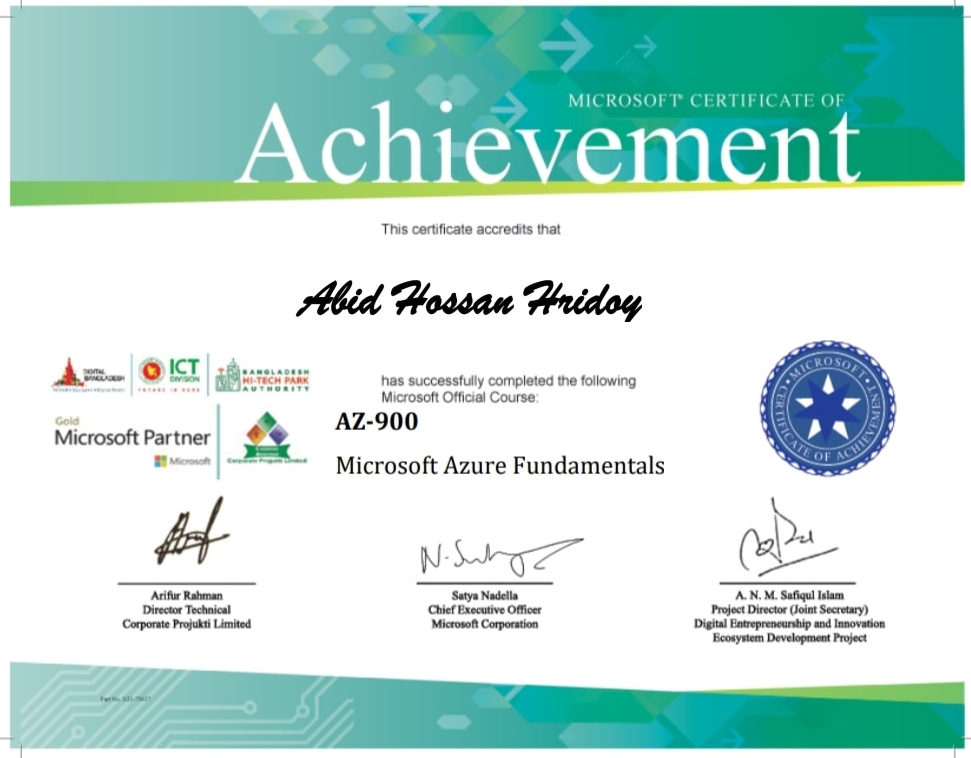 MICROSOFT® CERTIFICATE OF
Achievement
This certificate accredits that
Abid Hossan Hridoy
DIGITAL
BANGLADESH
ICT
DIVISION
BANGLADESH
HI-TECH PARK
AUTHORITY
has successfully completed the following
Microsoft Official Course:
AZ-900
Microsoft Azure Fundamentals
Gold
Microsoft Partner
Microsoft
Corporate Projukti Limited
MICROSOFT
CERTIFICATE OF ACHIEVEMENT
Arifur Rahman
Director Technical
Corporate Projukti Limited
Satya Nadella
Chief Executive Officer
Microsoft Corporation
A. N. M. Safiqul Islam
Project Director (Joint Secretary)
Digital Entrepreneurship and Innovation
Ecosystem Development Project
Part No.